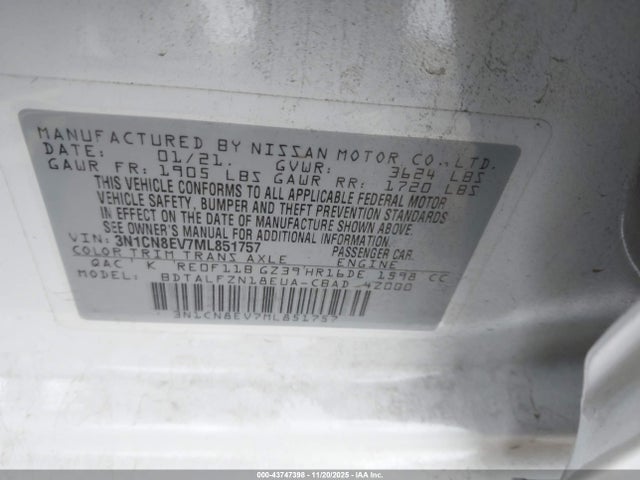 MANUFACTURED BY NISSAN MOTOR CO., LTD.
DATE: 01/21. GVWR: 3624 LBS
GAWR FR: 1905 LBS GAWR RR: 1720 LBS
THIS VEHICLE CONFORMS TO ALL APPLICABLE FEDERAL MOTOR
VEHICLE SAFETY, BUMPER AND THEFT PREVENTION STANDARDS
IN EFFECT ON THE DATE OF MANUFACTURE SHOWN ABOVE.
SEE OWNER'S MANUAL FOR ADDITIONAL INFORMATION
VIN: 3N1CN8EV7ML851757 PASSENGER CAR.
COLOR TRIM TRANS AXLE ENGINE
QAC K RE0F11B GZ39 HR16DE 1598 CC
MODEL: BDTALFZN18EUA-CBAD 4Z000
3N1CN8EV7ML851757
000-43747398 - 11/20/2025 - IAAI.COM